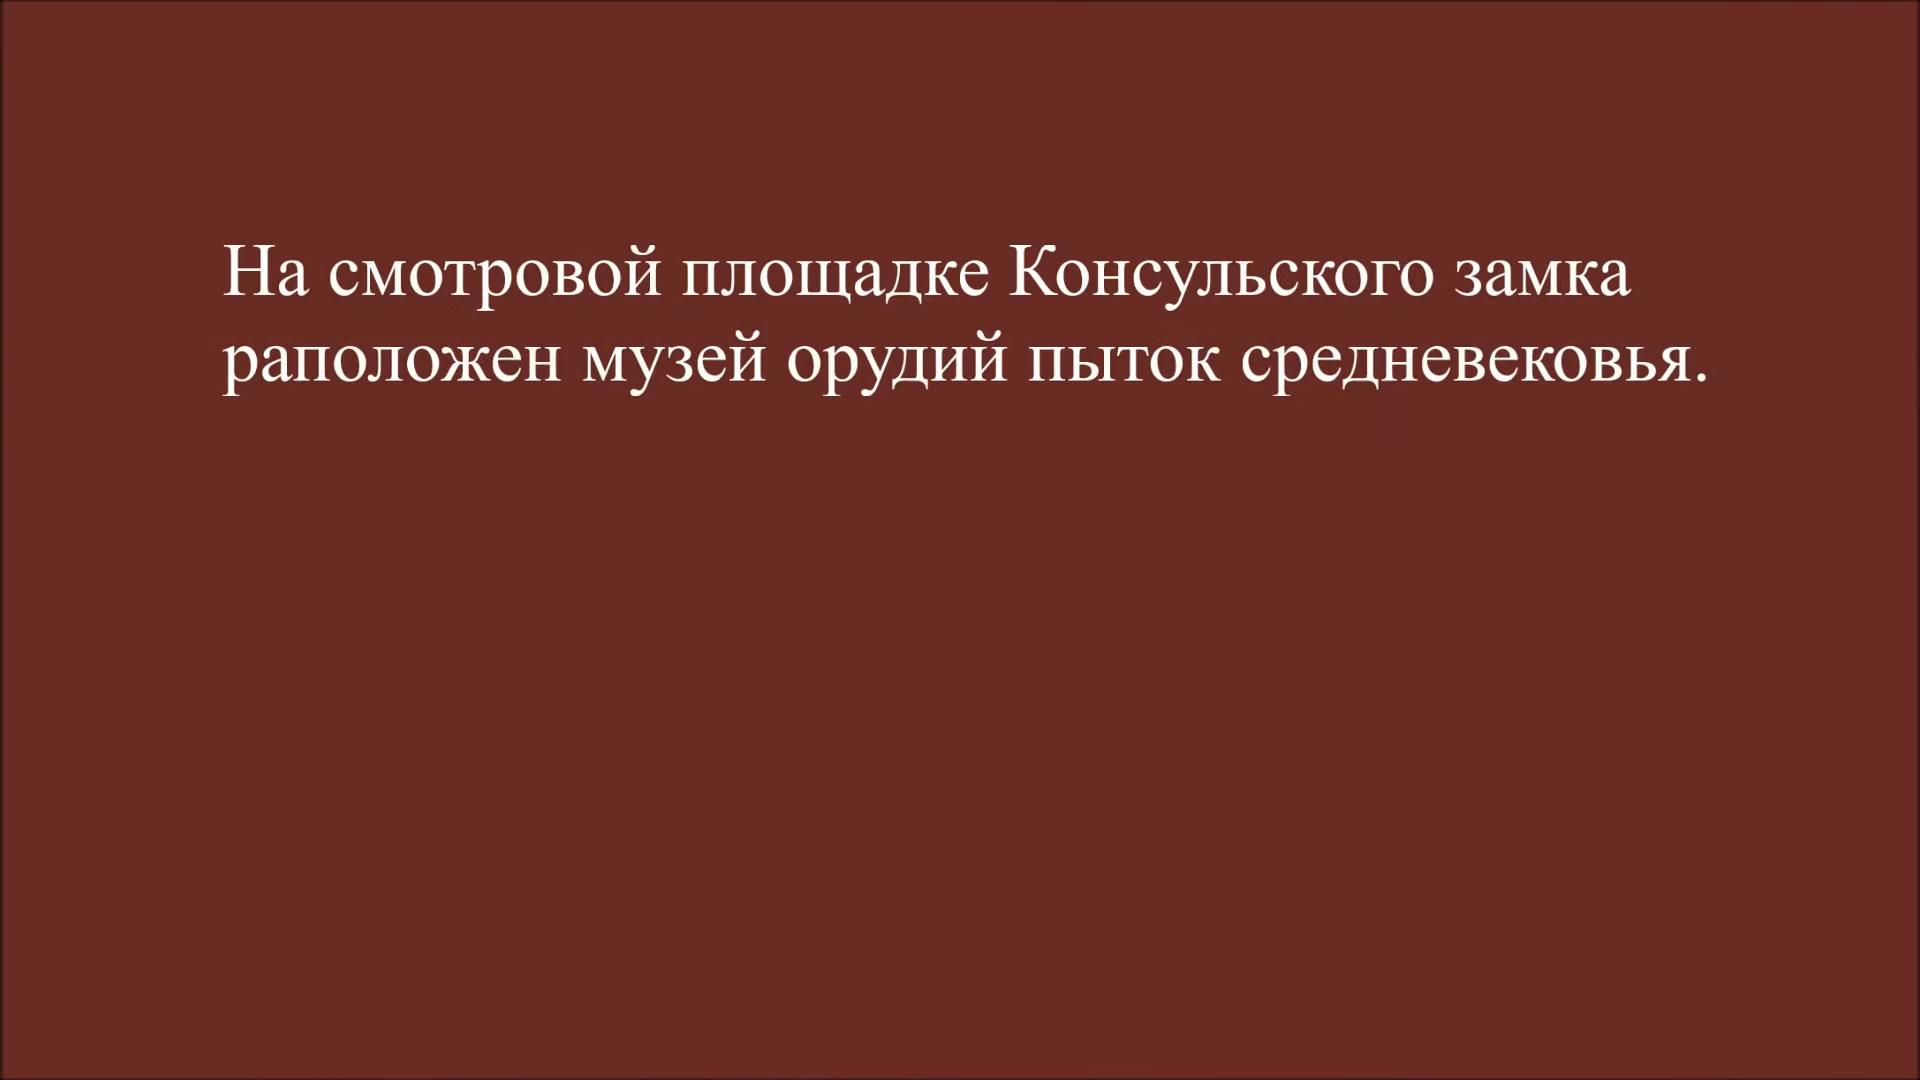 На смотровой площадке Консульского замка
раположен музей орудий пыток средневековья.